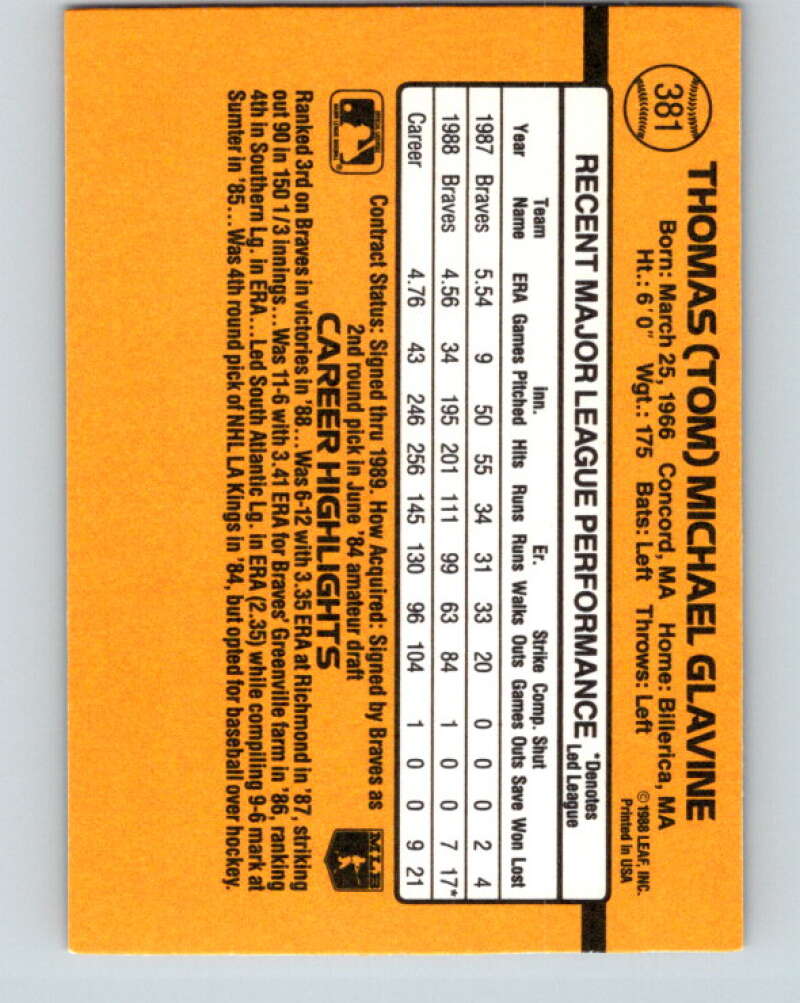 381
THOMAS (TOM) MICHAEL GLAVINE
Born: March 25, 1966 Concord, MA Home: Billerica, MA
Ht.: 6'0" Wgt.: 175 Bats: Left Throws: Left
© 1988 LEAF, INC.
Printed in USA
RECENT MAJOR LEAGUE PERFORMANCE
*Denotes
Led League
Team Inn. Er. Strike Comp. Shut
Year Name ERA Games Pitched Hits Runs Runs Walks Outs Games Outs Save Won Lost
1987 Braves 5.54 9 50 55 34 31 33 20 0 0 0 2 4
1988 Braves 4.56 34 195 201 111 99 63 84 1 0 0 7 17*
Career 4.76 43 246 256 145 130 96 104 1 0 0 9 21
Contract Status: Signed thru 1989. How Acquired: Signed by Braves as
2nd round pick in June '84 amateur draft
MLB
CAREER HIGHLIGHTS
Ranked 3rd on Braves in victories in '88...Was 6-12 with 3.35 ERA at Richmond in '87, striking
out 90 in 150 1/3 innings...Was 11-6 with 3.41 ERA for Braves' Greenville farm in '86, ranking
4th in Southern Lg. in ERA...Led South Atlantic Lg. in ERA (2.35) while compiling 9-6 mark at
Sumter in '85...Was 4th round pick of NHL LA Kings in '84, but opted for baseball over hockey.